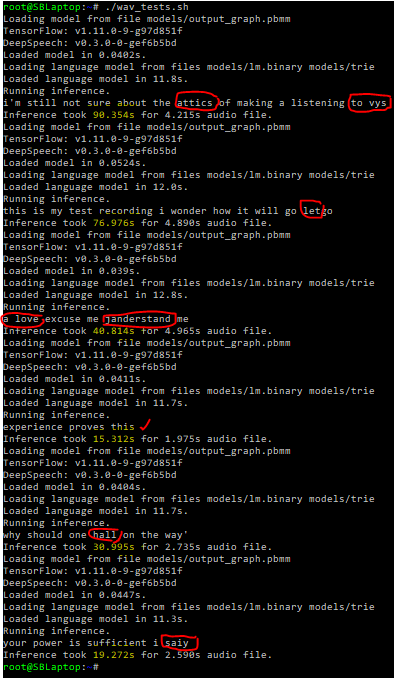 root@SBLaptop:~# ./wav_tests.sh
Loading model from file models/output_graph.pbmm
TensorFlow: v1.11.0-9-g97d851f
DeepSpeech: v0.3.0-0-gef6b5bd
Loaded model in 0.0402s.
Loading language model from files models/lm.binary models/trie
Loaded language model in 11.8s.
Running inference.
i'm still not sure about the attics of making a listening to vys
Inference took 90.354s for 4.215s audio file.
Loading model from file models/output_graph.pbmm
TensorFlow: v1.11.0-9-g97d851f
DeepSpeech: v0.3.0-0-gef6b5bd
Loaded model in 0.0524s.
Loading language model from files models/lm.binary models/trie
Loaded language model in 12.0s.
Running inference.
this is my test recording i wonder how it will go letgo
Inference took 76.976s for 4.890s audio file.
Loading model from file models/output_graph.pbmm
TensorFlow: v1.11.0-9-g97d851f
DeepSpeech: v0.3.0-0-gef6b5bd
Loaded model in 0.039s.
Loading language model from files models/lm.binary models/trie
Loaded language model in 12.8s.
Running inference.
a love excuse me nanderstand me
Inference took 40.814s for 4.965s audio file.
Loading model from file models/output_graph.pbmm
TensorFlow: v1.11.0-9-g97d851f
DeepSpeech: v0.3.0-0-gef6b5bd
Loaded model in 0.0411s.
Loading language model from files models/lm.binary models/trie
Loaded language model in 11.7s.
Running inference.
experience proves this
Inference took 15.312s for 1.975s audio file.
Loading model from file models/output_graph.pbmm
TensorFlow: v1.11.0-9-g97d851f
DeepSpeech: v0.3.0-0-gef6b5bd
Loaded model in 0.0404s.
Loading language model from files models/lm.binary models/trie
Loaded language model in 11.7s.
Running inference.
why should one hall on the way'
Inference took 30.995s for 2.735s audio file.
Loading model from file models/output_graph.pbmm
TensorFlow: v1.11.0-9-g97d851f
DeepSpeech: v0.3.0-0-gef6b5bd
Loaded model in 0.0447s.
Loading language model from files models/lm.binary models/trie
Loaded language model in 11.3s.
Running inference.
your power is sufficient i saiy
Inference took 19.272s for 2.590s audio file.
root@SBLaptop:~#